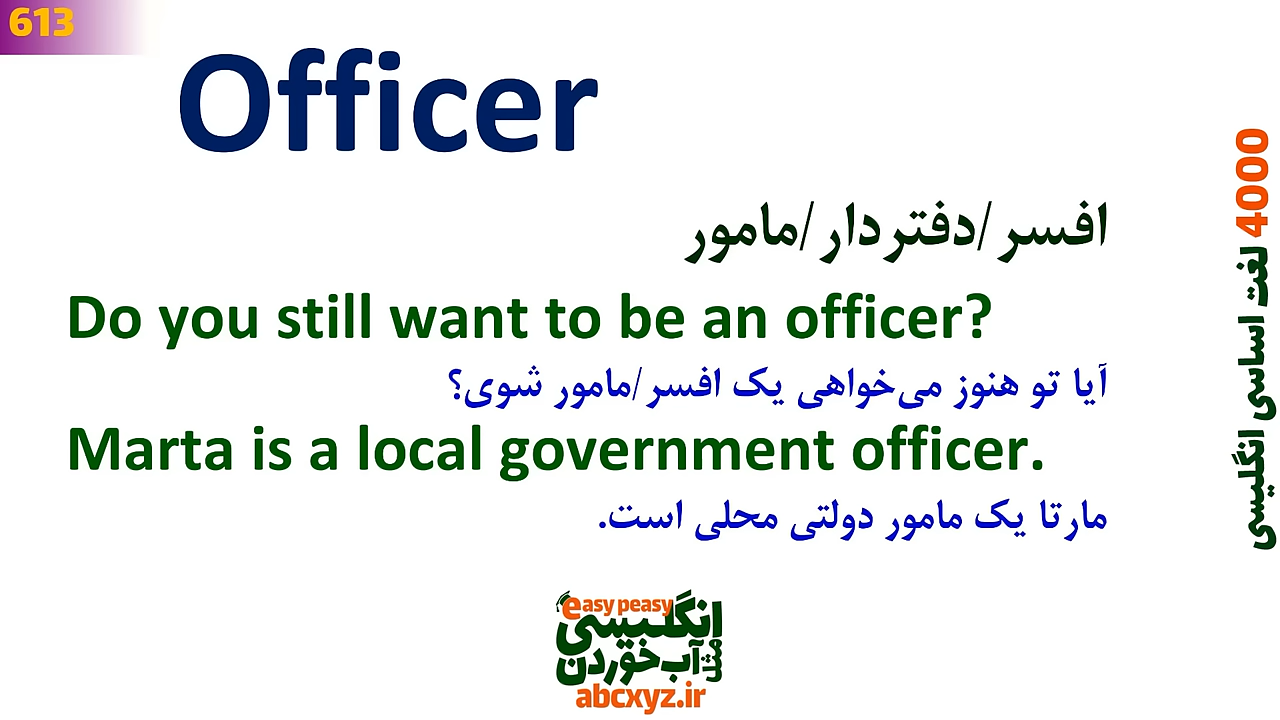 613
Officer
افسر/دفتردار/مامور
Do you still want to be an officer?
آیا تو هنوز می‌خواهی یک افسر/مامور شوی؟
Marta is a local government officer.
مارتا یک مامور دولتی محلی است.
4000 لغت اساسی انگلیسی
easy peasy
انگلیسی
مثل آب خوردن
abcxyz.ir